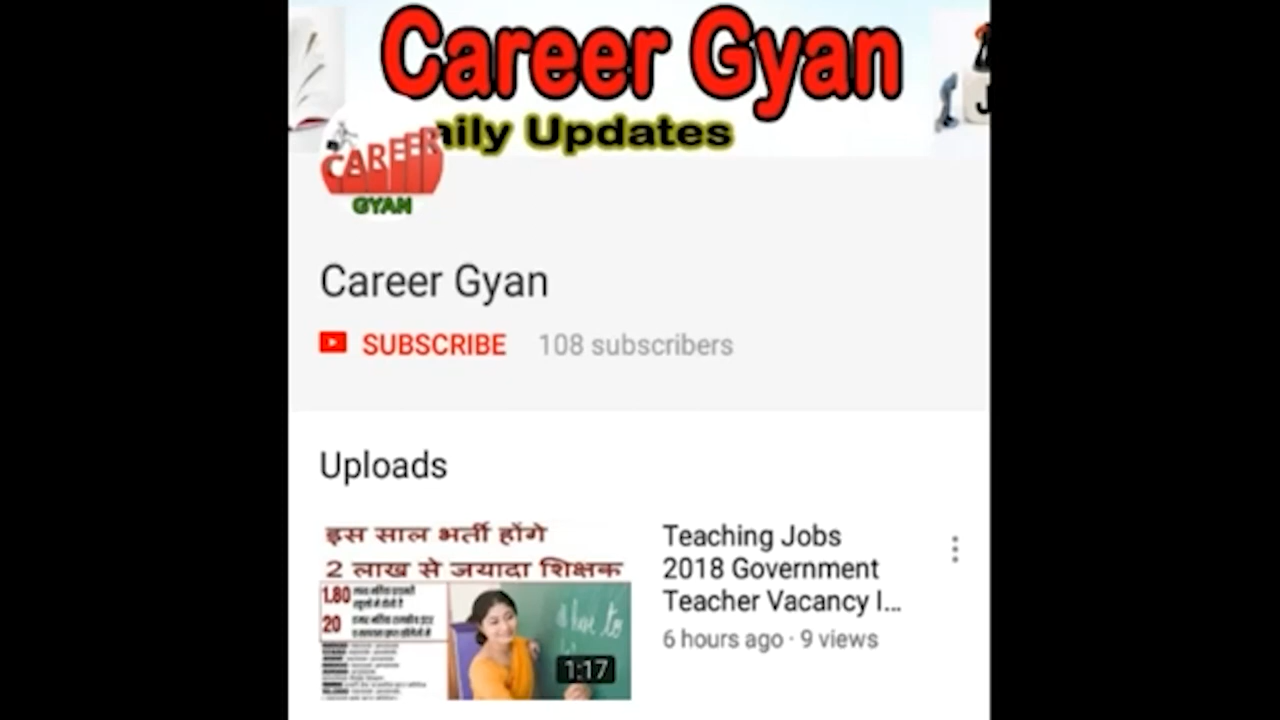 Career Gyan
aily Updates
CAREER
GYAN
Career Gyan
SUBSCRIBE 108 subscribers
Uploads
इस साल भर्ती होंगे
2 लाख से जयादा शिक्षक
1.80
20
1:17
Teaching Jobs
2018 Government
Teacher Vacancy I...
6 hours ago · 9 views